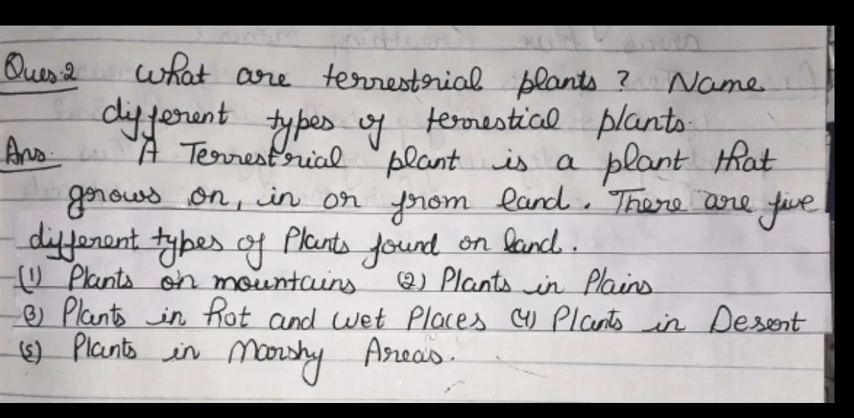 Ques.2 What are terrestrial plants ? Name
different types of terrestial plants.
Ans. A Terrestrial plant is a plant that
grows on, in or from land. There are five
different types of Plants found on land.
(1) Plants on mountains (2) Plants in Plains
(3) Plants in hot and wet Places (4) Plants in Desert
(5) Plants in Marshy Areas.